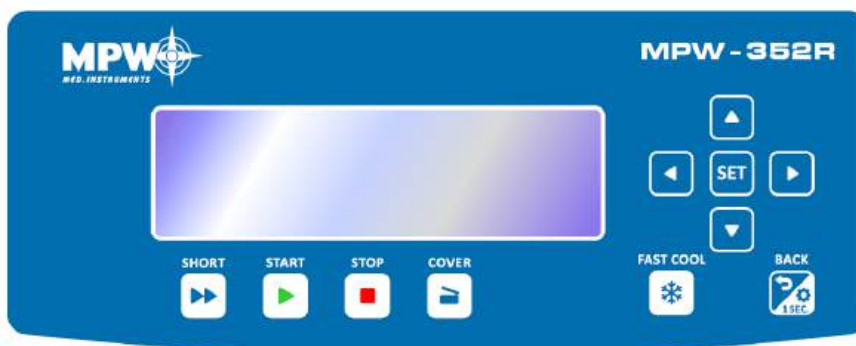 MPW
MED.INSTRUMENTS
MPW-352R
SET
SHORT
START
STOP
COVER
FAST COOL
BACK
1 SEC.